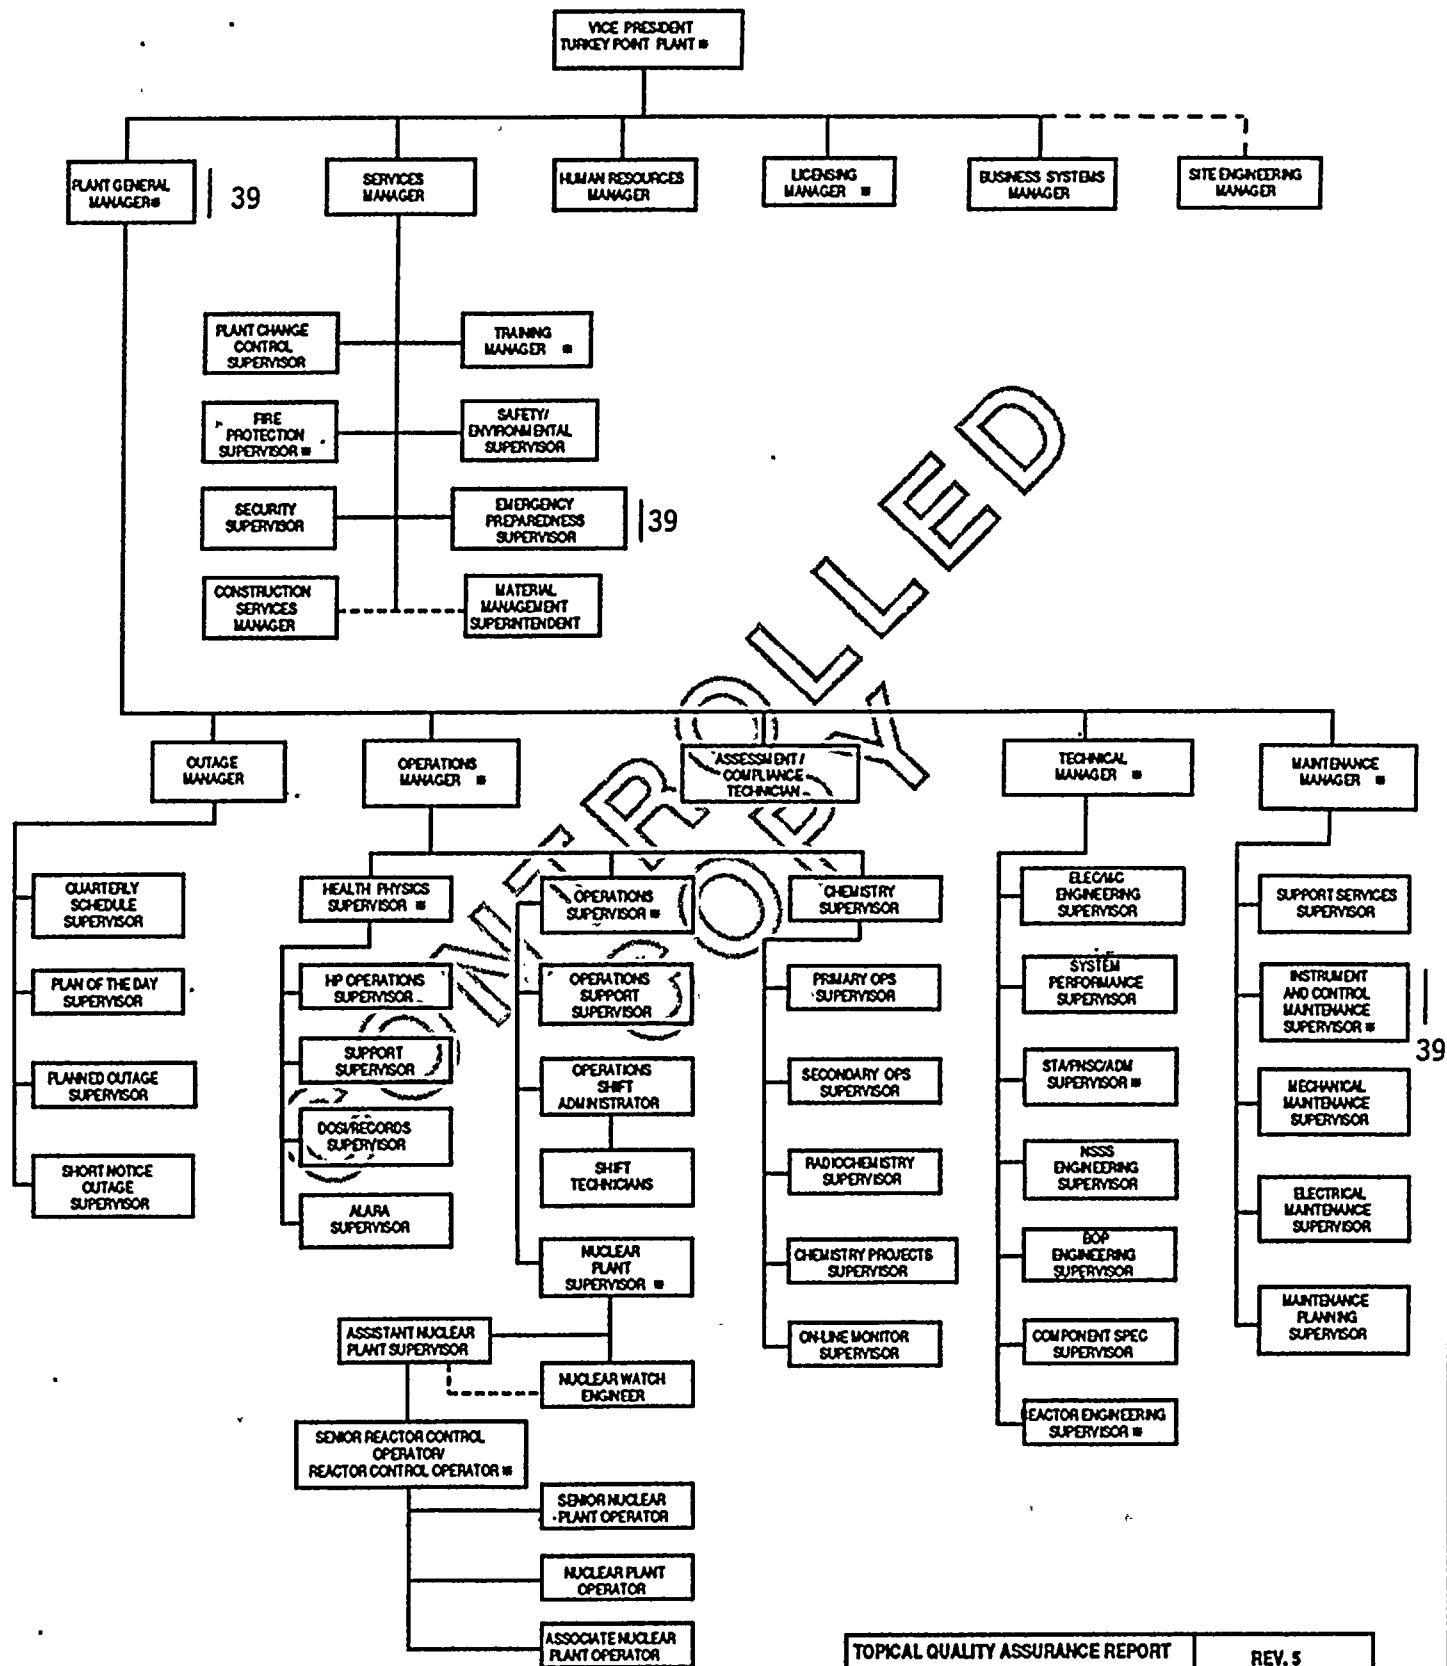 VICE PRESIDENT
TURKEY POINT PLANT ※
PLANT GENERAL
MANAGER※
39
SERVICES
MANAGER
HUMAN RESOURCES
MANAGER
LICENSING
MANAGER ※
BUSINESS SYSTEMS
MANAGER
SITE ENGINEERING
MANAGER
PLANT CHANGE
CONTROL
SUPERVISOR
TRAINING
MANAGER ※
FIRE
PROTECTION
SUPERVISOR ※
SAFETY/
ENVIRONMENTAL
SUPERVISOR
SECURITY
SUPERVISOR
EMERGENCY
PREPAREDNESS
SUPERVISOR
39
CONSTRUCTION
SERVICES
MANAGER
MATERIAL
MANAGEMENT
SUPERINTENDENT
CONTROLLED
COPY
OUTAGE
MANAGER
OPERATIONS
MANAGER ※
ASSESSMENT /
COMPLIANCE
TECHNICIAN
TECHNICAL
MANAGER ※
MAINTENANCE
MANAGER ※
QUARTERLY
SCHEDULE
SUPERVISOR
PLAN OF THE DAY
SUPERVISOR
PLANNED OUTAGE
SUPERVISOR
SHORT NOTICE
OUTAGE
SUPERVISOR
HEALTH PHYSICS
SUPERVISOR ※
HP OPERATIONS
SUPERVISOR
SUPPORT
SUPERVISOR
DOSI/RECORDS
SUPERVISOR
ALARA
SUPERVISOR
OPERATIONS
SUPERVISOR ※
OPERATIONS
SUPPORT
SUPERVISOR
OPERATIONS
SHIFT
ADMINISTRATOR
SHIFT
TECHNICIANS
NUCLEAR
PLANT
SUPERVISOR ※
ASSISTANT NUCLEAR
PLANT SUPERVISOR
NUCLEAR WATCH
ENGINEER
SENIOR REACTOR CONTROL
OPERATOR/
REACTOR CONTROL OPERATOR ※
SENIOR NUCLEAR
PLANT OPERATOR
NUCLEAR PLANT
OPERATOR
ASSOCIATE NUCLEAR
PLANT OPERATOR
CHEMISTRY
SUPERVISOR
PRIMARY OPS
SUPERVISOR
SECONDARY OPS
SUPERVISOR
RADIOCHEMISTRY
SUPERVISOR
CHEMISTRY PROJECTS
SUPERVISOR
ON-LINE MONITOR
SUPERVISOR
ENGINEERING
SUPERVISOR
SYSTEM
PERFORMANCE
SUPERVISOR
STA/PNSC/ADM
SUPERVISOR ※
NSSS
ENGINEERING
SUPERVISOR
BOP
ENGINEERING
SUPERVISOR
COMPONENT SPEC
SUPERVISOR
REACTOR ENGINEERING
SUPERVISOR ※
SUPPORT SERVICES
SUPERVISOR
INSTRUMENT
AND CONTROL
MAINTENANCE
SUPERVISOR ※
39
MECHANICAL
MAINTENANCE
SUPERVISOR
ELECTRICAL
MAINTENANCE
SUPERVISOR
MAINTENANCE
PLANNING
SUPERVISOR
TOPICAL QUALITY ASSURANCE REPORT
REV. 5